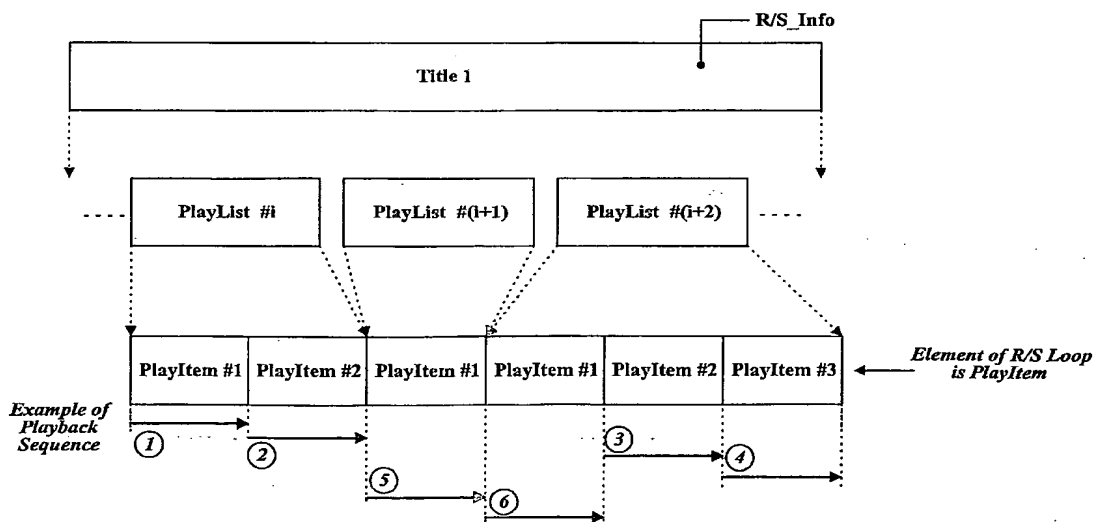 R/S_Info
Title 1
PlayList #i
PlayList #(i+1)
PlayList #(i+2)
PlayItem #1
PlayItem #2
PlayItem #1
PlayItem #1
PlayItem #2
PlayItem #3
Element of R/S Loop
is PlayItem
Example of
Playback
Sequence
1
2
3
4
5
6